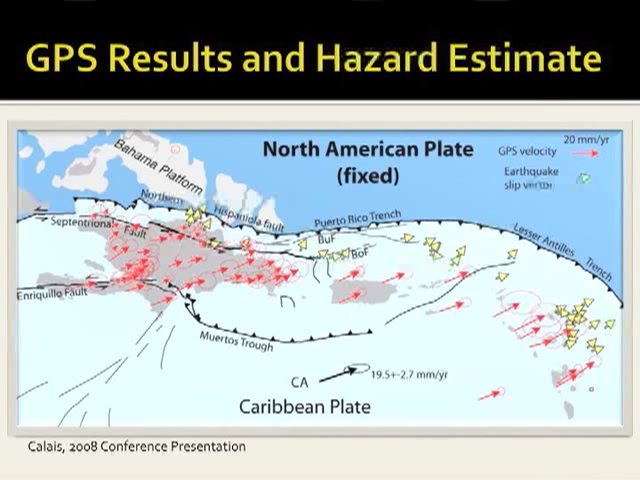 GPS Results and Hazard Estimate
North American Plate
(fixed)
20 mm/yr
GPS velocity
Earthquake
slip vector
Bahama Platform
Northern
Hispaniola fault
Septentrional
Fault
Puerto Rico Trench
BuF
BoF
Lesser Antilles
Trench
Enriquillo Fault
Muertos Trough
CA
19.5+-2.7 mm/yr
Caribbean Plate
Calais, 2008 Conference Presentation